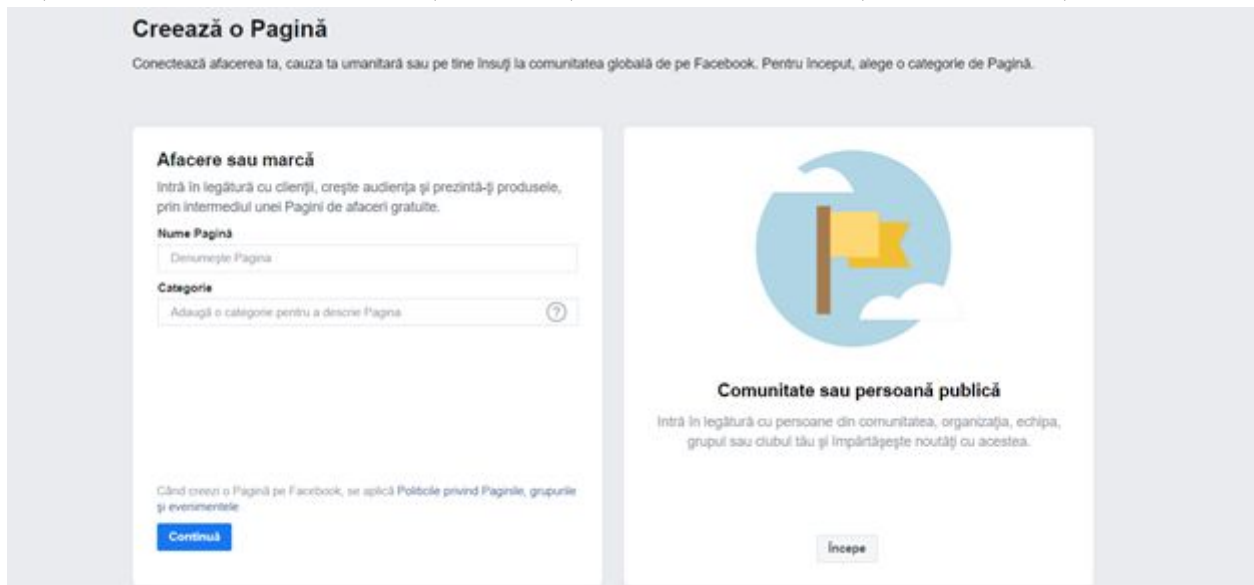 Creează o Pagină
Conectează afacerea ta, cauza ta umanitară sau pe tine însuți la comunitatea globală de pe Facebook. Pentru început, alege o categorie de Pagină.
Afacere sau marcă
Intră în legătură cu clienții, crește audiența și prezintă-ți produsele,
prin intermediul unei Pagini de afaceri gratuite.
Nume Pagină
Denumește Pagina
Categorie
Adaugă o categorie pentru a descrie Pagina
?
Când creezi o Pagină pe Facebook, se aplică Politicile privind Paginile, grupurile
și evenimentele
Continuă
Comunitate sau persoană publică
Intră în legătură cu persoane din comunitatea, organizația, echipa,
grupul sau clubul tău și împărtășește noutăți cu acestea.
Începe